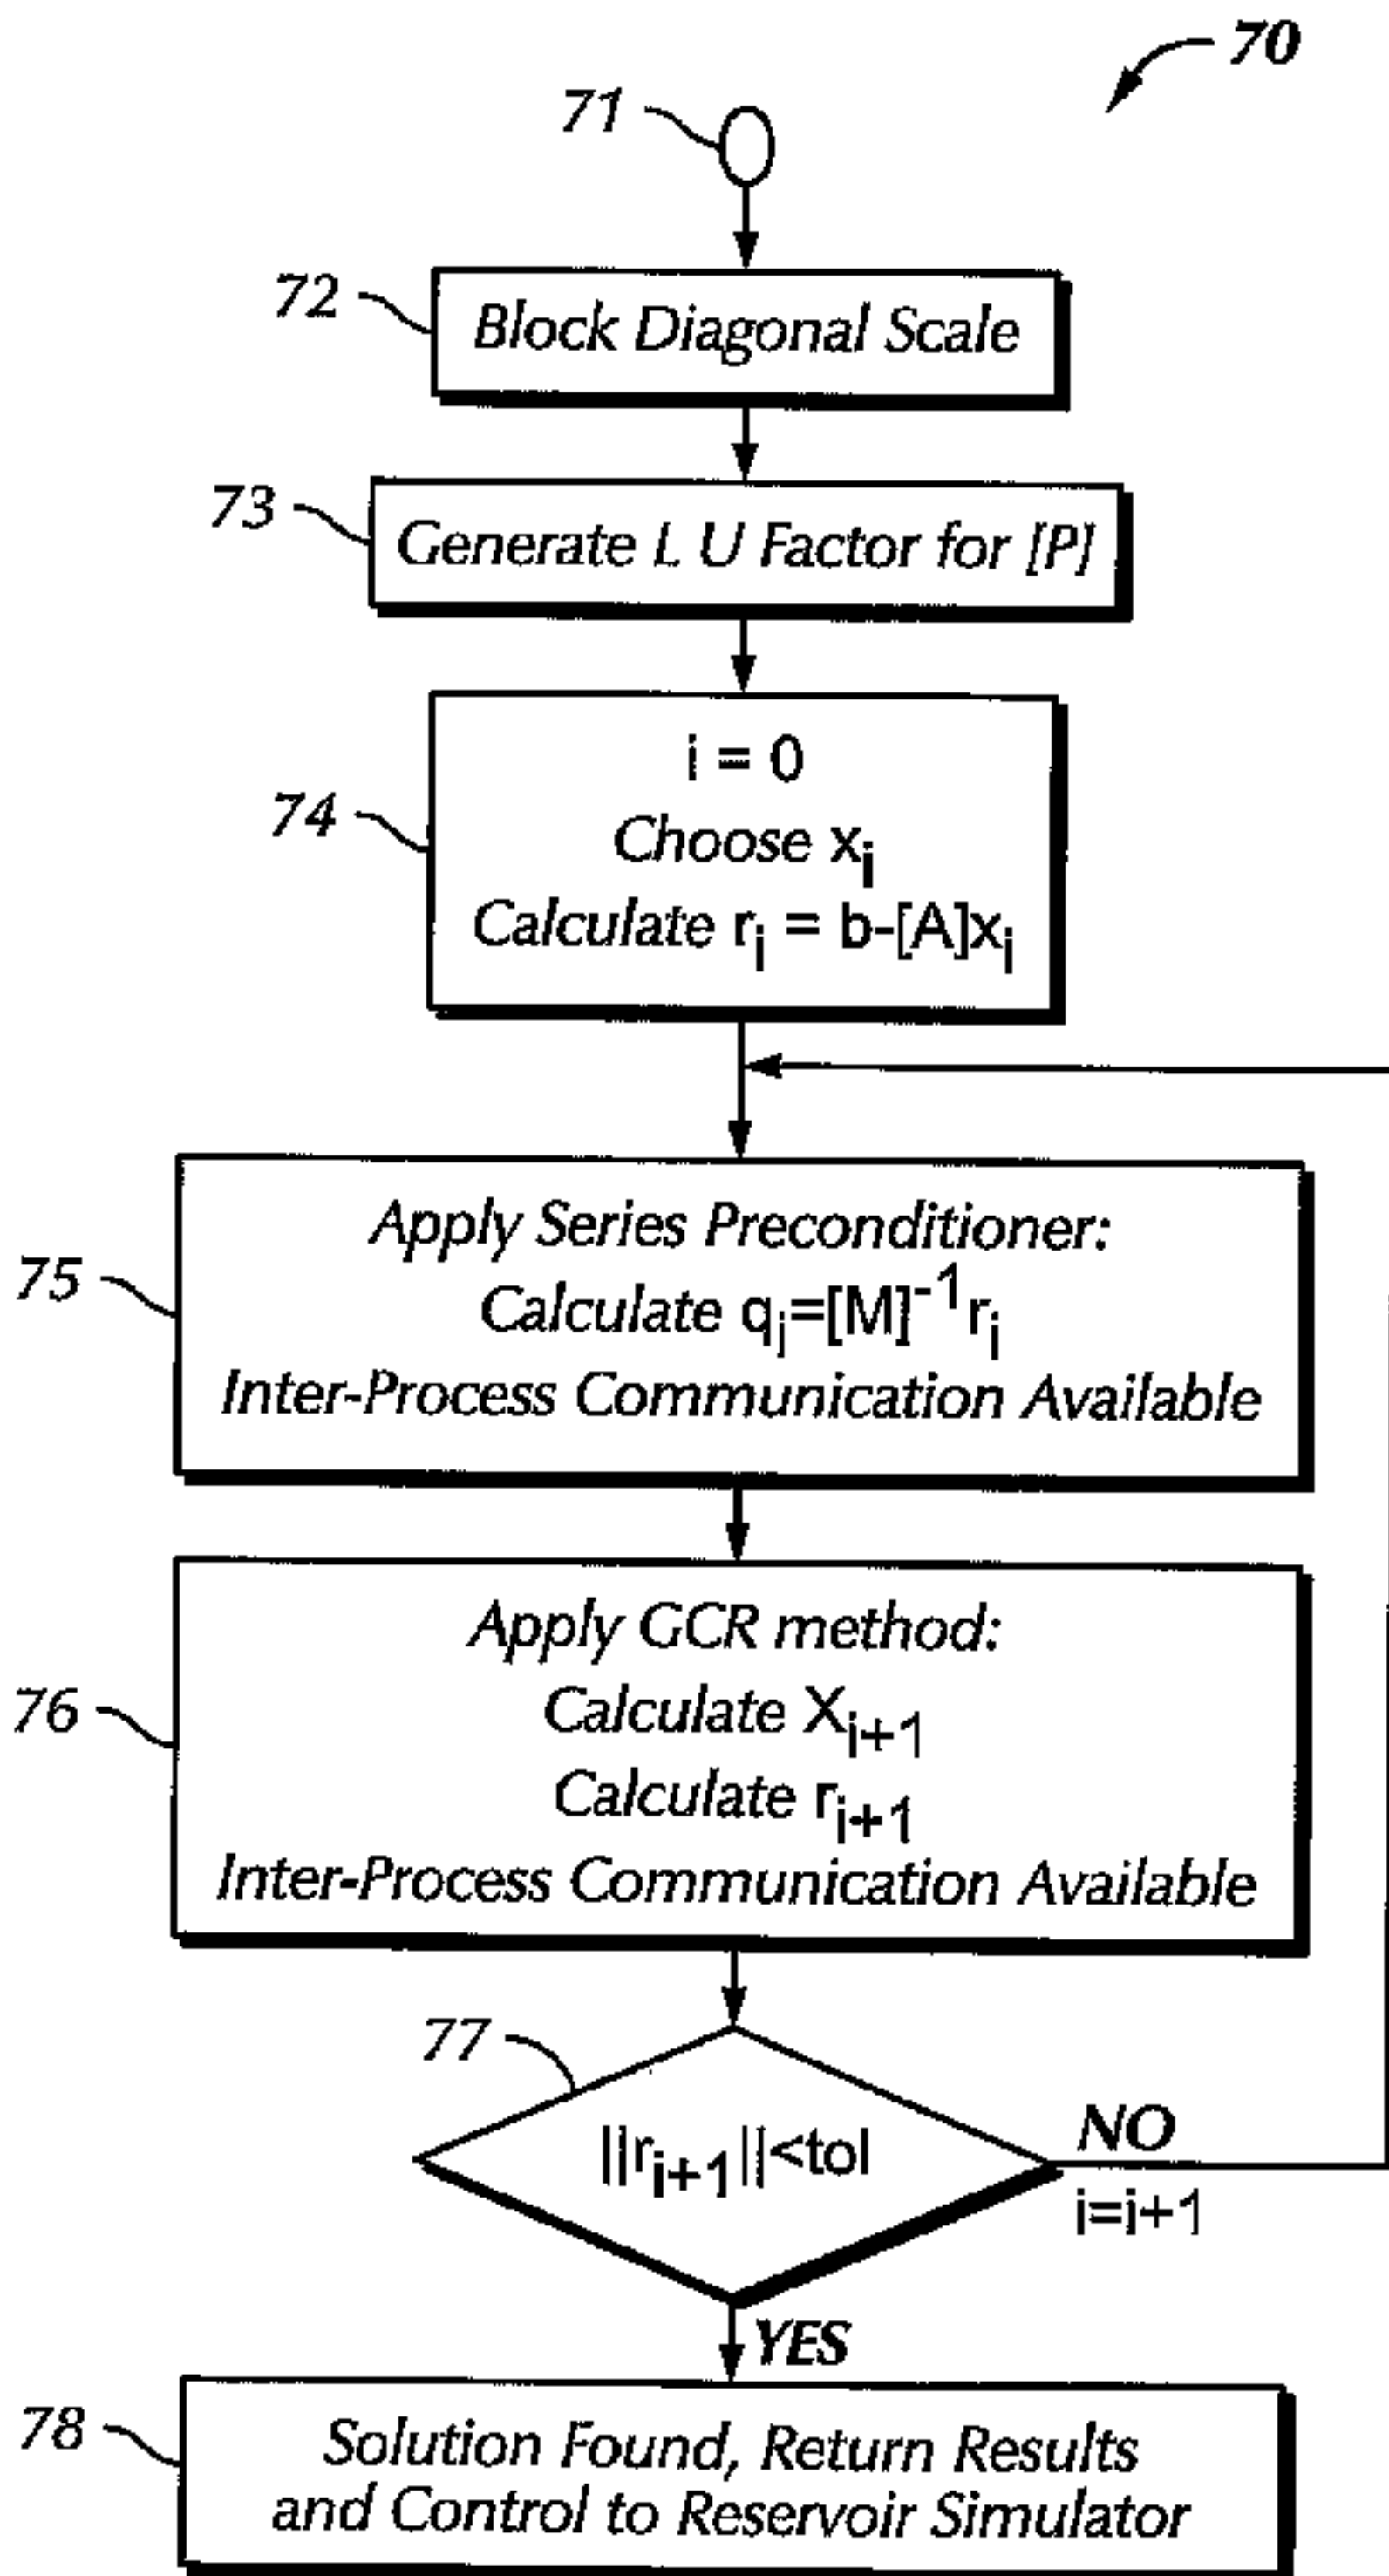 70
71
72
Block Diagonal Scale
73
Generate L U Factor for [P]
74
i = 0
Choose xᵢ
Calculate rᵢ = b-[A]xᵢ
75
Apply Series Preconditioner:
Calculate qᵢ=[M]⁻¹rᵢ
Inter-Process Communication Available
76
Apply GCR method:
Calculate Xᵢ₊₁
Calculate rᵢ₊₁
Inter-Process Communication Available
77
||rᵢ₊₁||<tol
NO
i=i+1
YES
78
Solution Found, Return Results
and Control to Reservoir Simulator